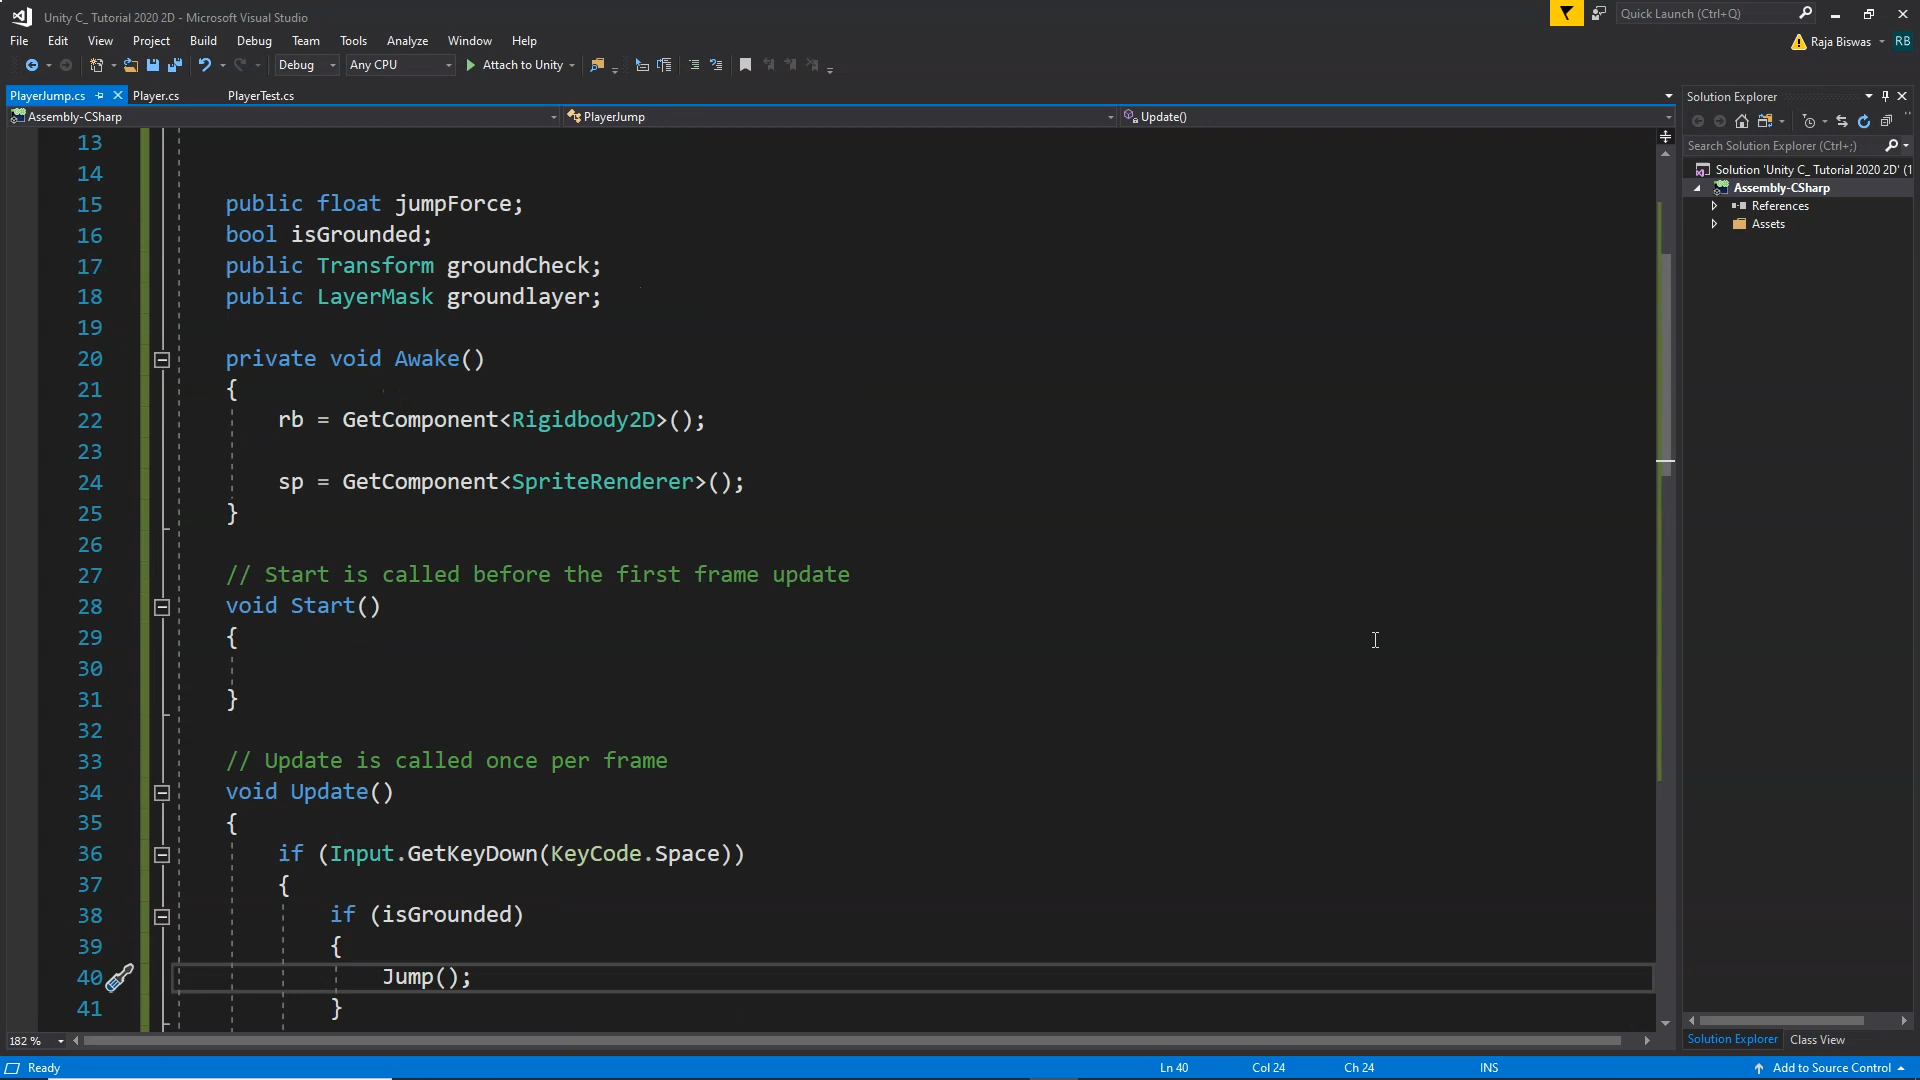 Unity C_ Tutorial 2020 2D - Microsoft Visual Studio
Quick Launch (Ctrl+Q)
File Edit View Project Build Debug Team Tools Analyze Window Help
Raja Biswas RB
Debug Any CPU Attach to Unity
PlayerJump.cs Player.cs PlayerTest.cs
Solution Explorer
Assembly-CSharp PlayerJump Update()
Search Solution Explorer (Ctrl+;)
Solution 'Unity C_ Tutorial 2020 2D' (1
Assembly-CSharp
References
Assets
13
14
15 public float jumpForce;
16 bool isGrounded;
17 public Transform groundCheck;
18 public LayerMask groundlayer;
19
20 private void Awake()
21 {
22 rb = GetComponent<Rigidbody2D>();
23
24 sp = GetComponent<SpriteRenderer>();
25 }
26
27 // Start is called before the first frame update
28 void Start()
29 {
30
31 }
32
33 // Update is called once per frame
34 void Update()
35 {
36 if (Input.GetKeyDown(KeyCode.Space))
37 {
38 if (isGrounded)
39 {
40 Jump();
41 }
182 %
Solution Explorer Class View
Ready Ln 40 Col 24 Ch 24 INS Add to Source Control